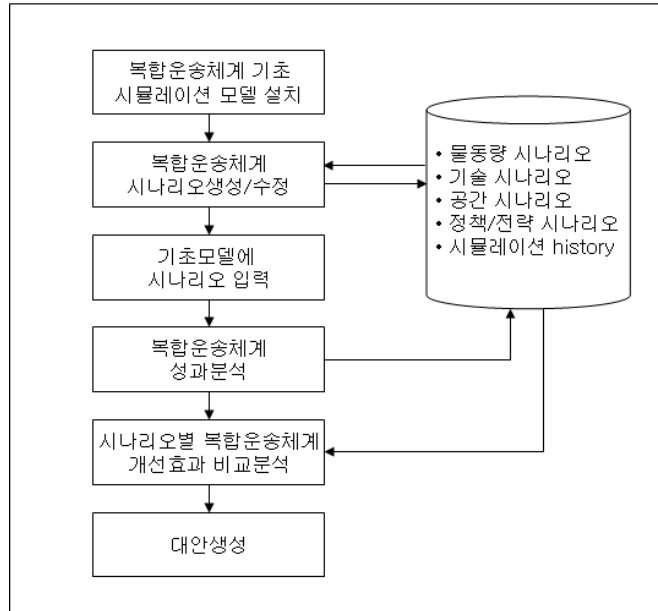 복합운송체계 기초
시뮬레이션 모델 설치
복합운송체계
시나리오생성/수정
기초모델에
시나리오 입력
복합운송체계
성과분석
시나리오별 복합운송체계
개선효과 비교분석
대안생성
• 물동량 시나리오
• 기술 시나리오
• 공간 시나리오
• 정책/전략 시나리오
• 시뮬레이션 history